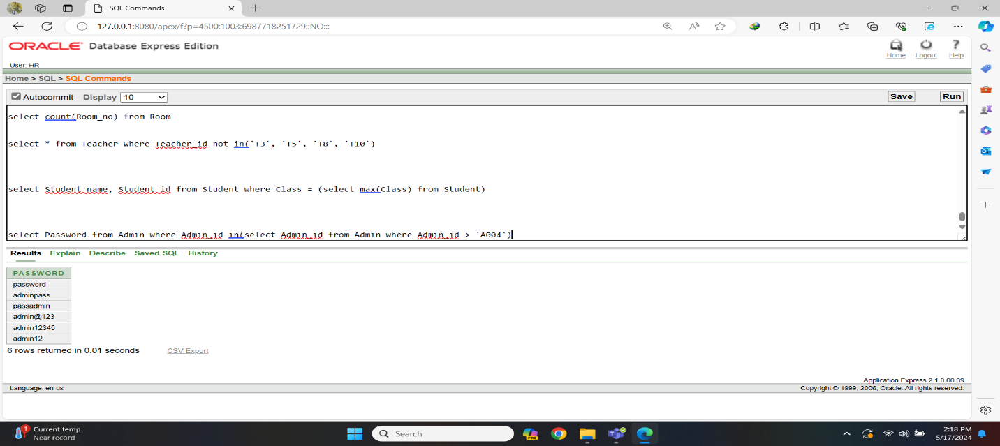 SQL Commands
127.0.0.1:8080/apex/f?p=4500:1003:6987718251729::NO:::
ORACLE Database Express Edition
Home Logout Help
User: HR
Home > SQL > SQL Commands
Autocommit Display 10 Save Run
select count(Room_no) from Room
select * from Teacher where Teacher_id not in('T3', 'T5', 'T8', 'T10')
select Student_name, Student_id from Student where Class = (select max(Class) from Student)
select Password from Admin where Admin_id in(select Admin_id from Admin where Admin_id > 'A004')
Results Explain Describe Saved SQL History
PASSWORD
password
adminpass
passadmin
admin@123
admin12345
admin12
6 rows returned in 0.01 seconds CSV Export
Application Express 2.1.0.00.39
Language: en-us Copyright © 1999, 2006, Oracle. All rights reserved.
1 Current temp
Near record
Search
PRE
2:18 PM
5/17/2024